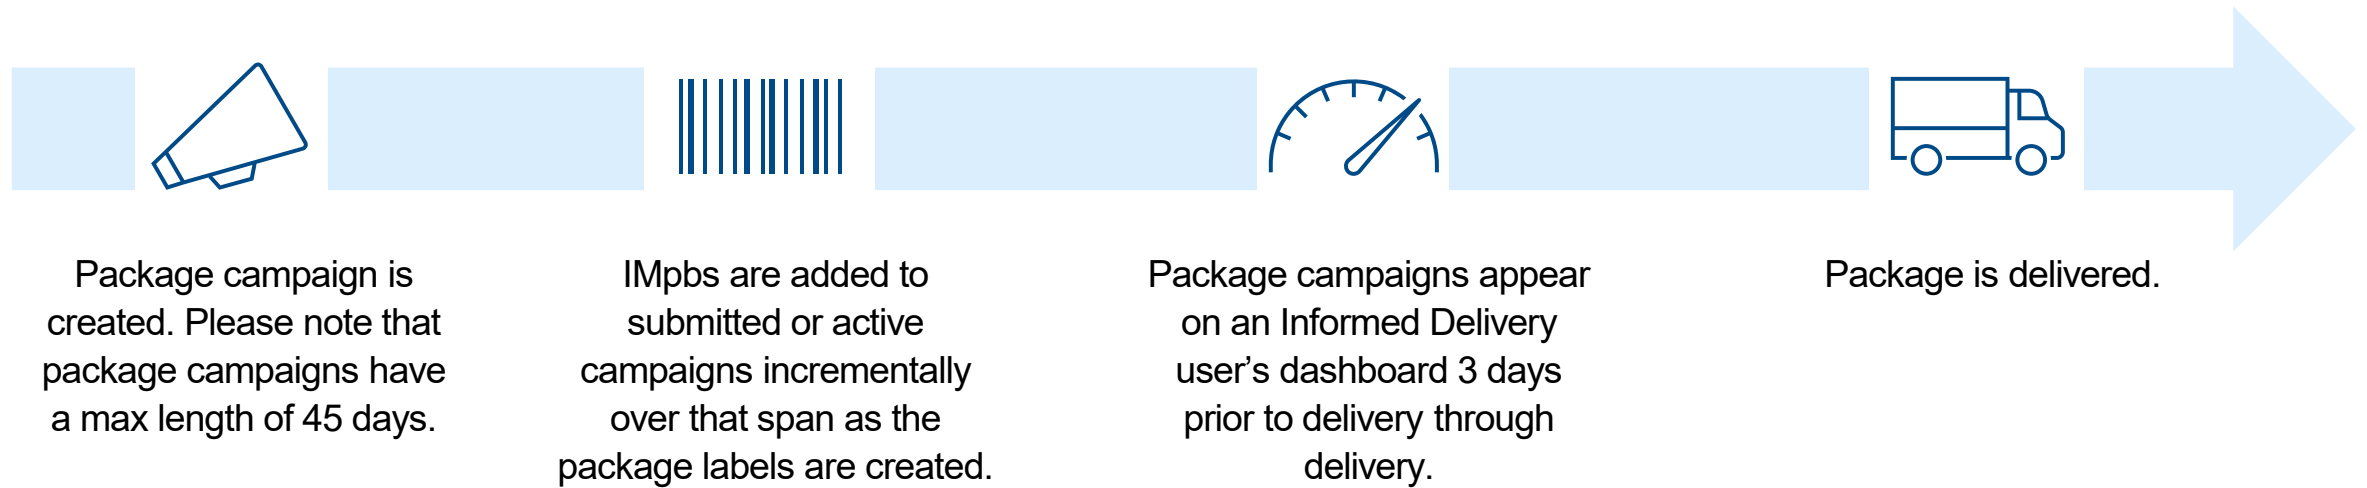 Package campaign is
created. Please note that
package campaigns have
a max length of 45 days.
IMpbs are added to
submitted or active
campaigns incrementally
over that span as the
package labels are created.
Package campaigns appear
on an Informed Delivery
user’s dashboard 3 days
prior to delivery through
delivery.
Package is delivered.